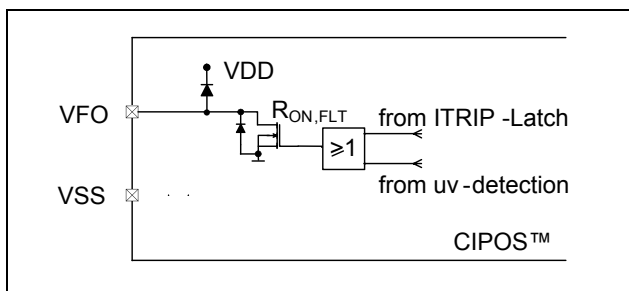 VDD
VFO
RON,FLT
from ITRIP -Latch
≥1
from uv -detection
VSS
CIPOS™